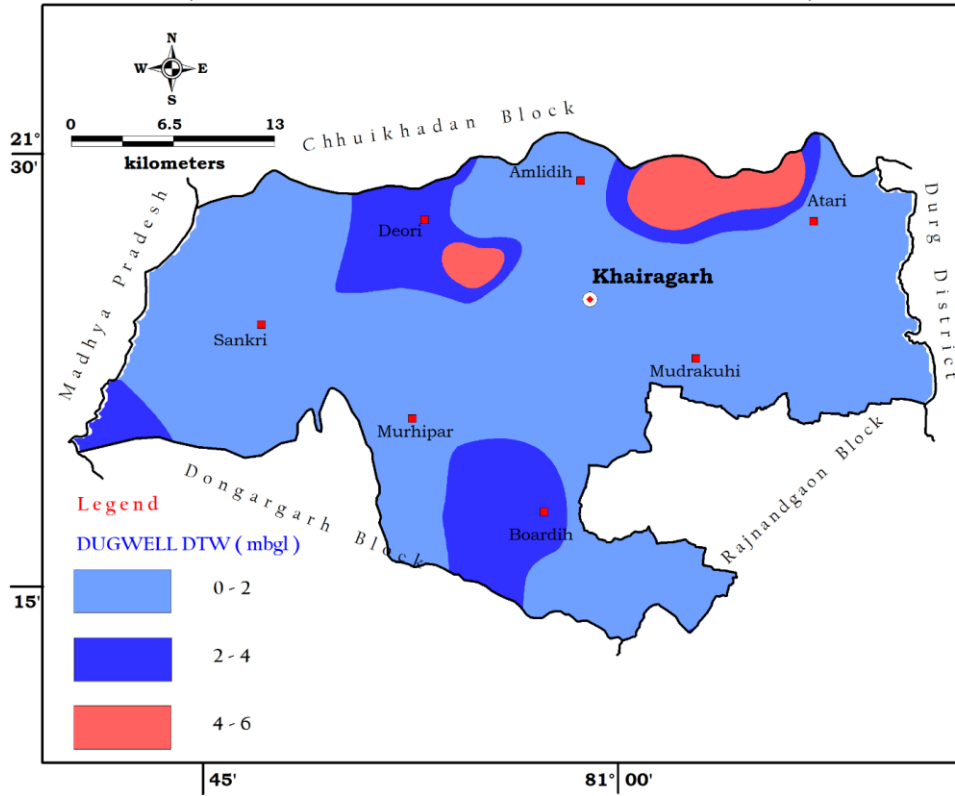 N
W E
S
0 6.5 13
kilometers
21°
30'
Chhuikhadan Block
Amlidih
Atari
Deori
Khairagarh
Durg District
Madhya Pradesh
Sankri
Mudrakuhi
Murhipar
Dongargarh Block
Rajnandgaon Block
Boardih
Legend
DUGWELL DTW ( mbgl )
0 - 2
2 - 4
4 - 6
15'
45'
81° 00'